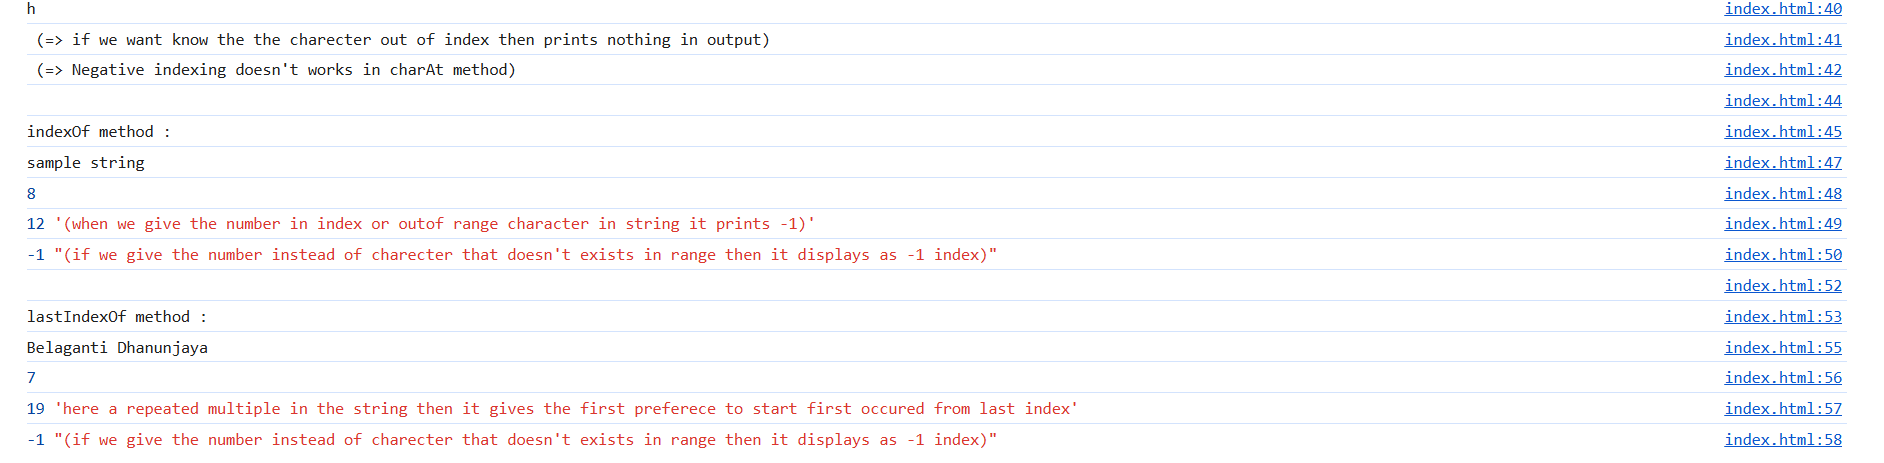 h index.html:40
(=> if we want know the the charecter out of index then prints nothing in output) index.html:41
(=> Negative indexing doesn't works in charAt method) index.html:42
index.html:44
indexOf method : index.html:45
sample string index.html:47
8 index.html:48
12 '(when we give the number in index or outof range character in string it prints -1)' index.html:49
-1 "(if we give the number instead of charecter that doesn't exists in range then it displays as -1 index)" index.html:50
index.html:52
lastIndexOf method : index.html:53
Belaganti Dhanunjaya index.html:55
7 index.html:56
19 'here a repeated multiple in the string then it gives the first preferece to start first occured from last index' index.html:57
-1 "(if we give the number instead of charecter that doesn't exists in range then it displays as -1 index)" index.html:58